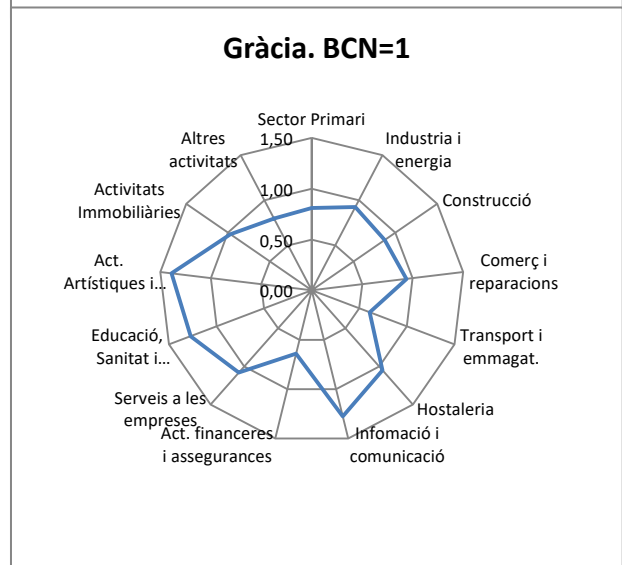 Gràcia. BCN=1
Sector Primari
1,50
1,00
0,50
0,00
Industria i
energia
Construcció
Comerç i
reparacions
Transport i
emmagat.
Hostaleria
Infomació i
comunicació
Act. financeres
i assegurances
Serveis a les
empreses
Educació,
Sanitat i...
Act.
Artístiques i...
Activitats
Immobiliàries
Altres
activitats